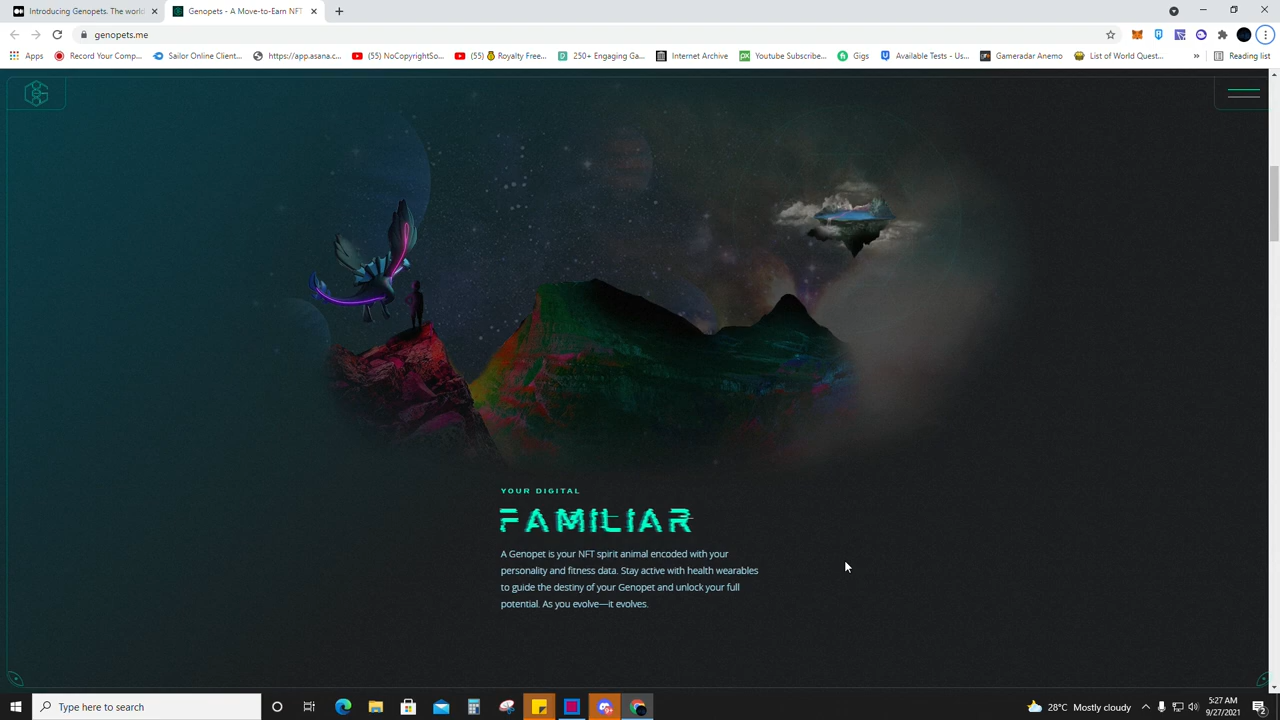 Introducing Genopets. The world
Genopets - A Move-to-Earn NFT
genopets.me
Apps
Record Your Comp...
Sailor Online Client...
https://app.asana.c...
(55) NoCopyrightSo...
(55) Royalty Free...
250+ Engaging Ga...
Internet Archive
Youtube Subscribe...
Gigs
Available Tests - Us...
Gameradar Anemo
List of World Quest...
»
Reading list
YOUR DIGITAL
FAMILIAR
A Genopet is your NFT spirit animal encoded with your
personality and fitness data. Stay active with health wearables
to guide the destiny of your Genopet and unlock your full
potential. As you evolve—it evolves.
Type here to search
9+
28°C Mostly cloudy
5:27 AM
9/27/2021
2